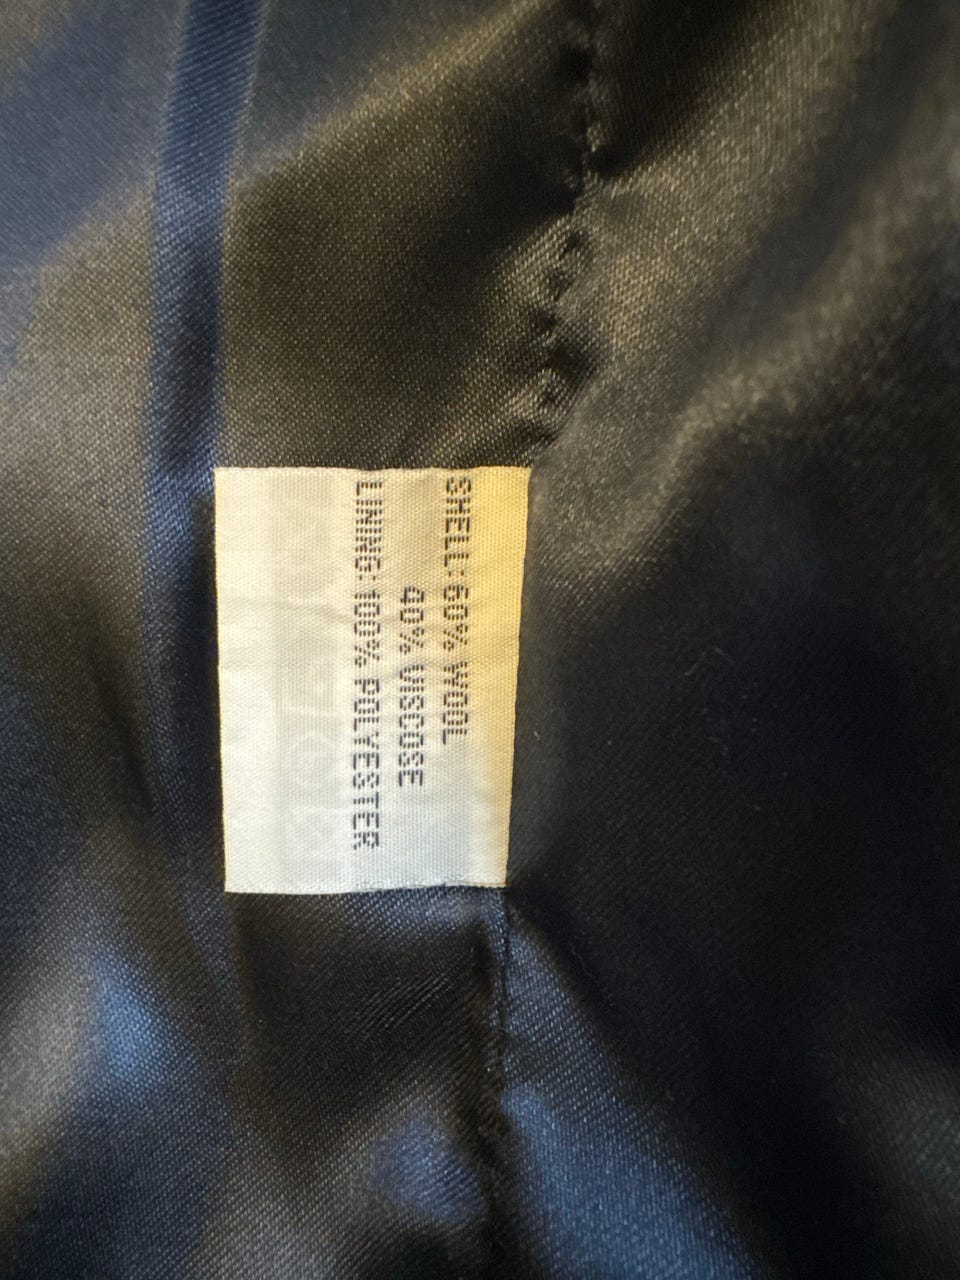 SHELL: 60% WOOL
40% VISCOSE
LINING: 100% POLYESTER